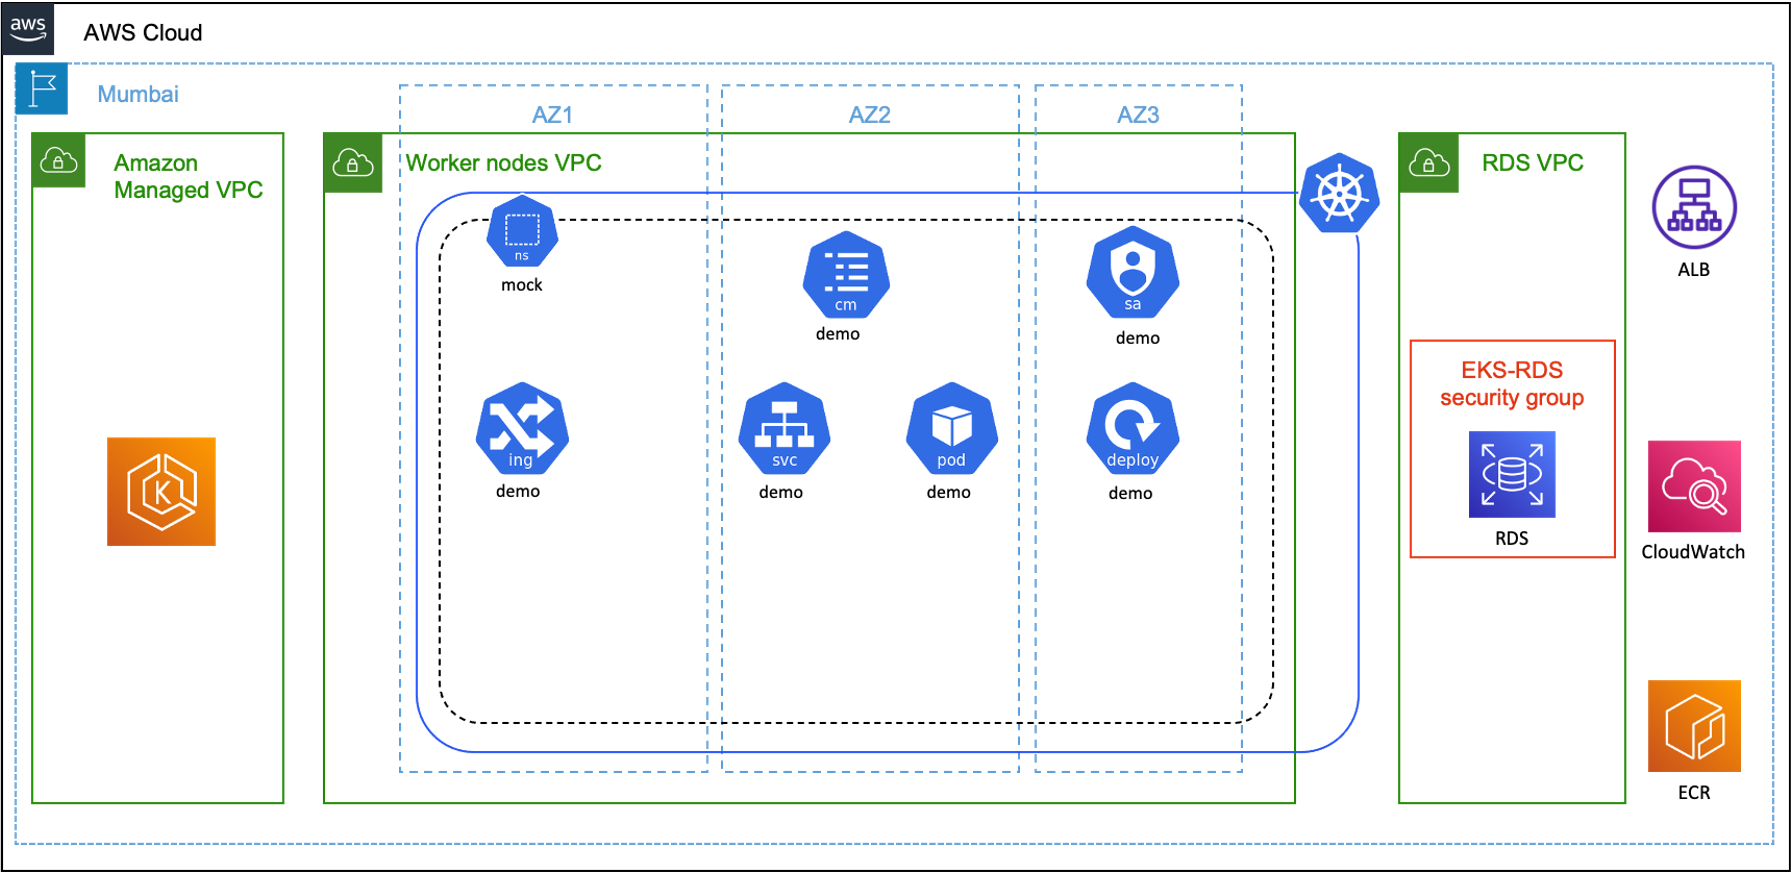 aws
AWS Cloud
Mumbai
AZ1
AZ2
AZ3
Amazon
Managed VPC
Worker nodes VPC
RDS VPC
ns
mock
cm
demo
sa
demo
ALB
ing
demo
svc
demo
pod
demo
deploy
demo
K
EKS-RDS
security group
RDS
CloudWatch
ECR